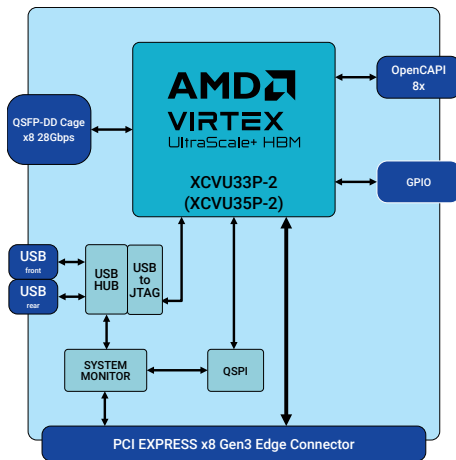 AMD
VIRTEX
UltraScale+ HBM
XCVU33P-2
(XCVU35P-2)
OpenCAPI
8x
QSFP-DD Cage
x8 28Gbps
GPIO
USB
front
USB
rear
USB
HUB
USB
to
JTAG
SYSTEM
MONITOR
QSPI
PCI EXPRESS x8 Gen3 Edge Connector